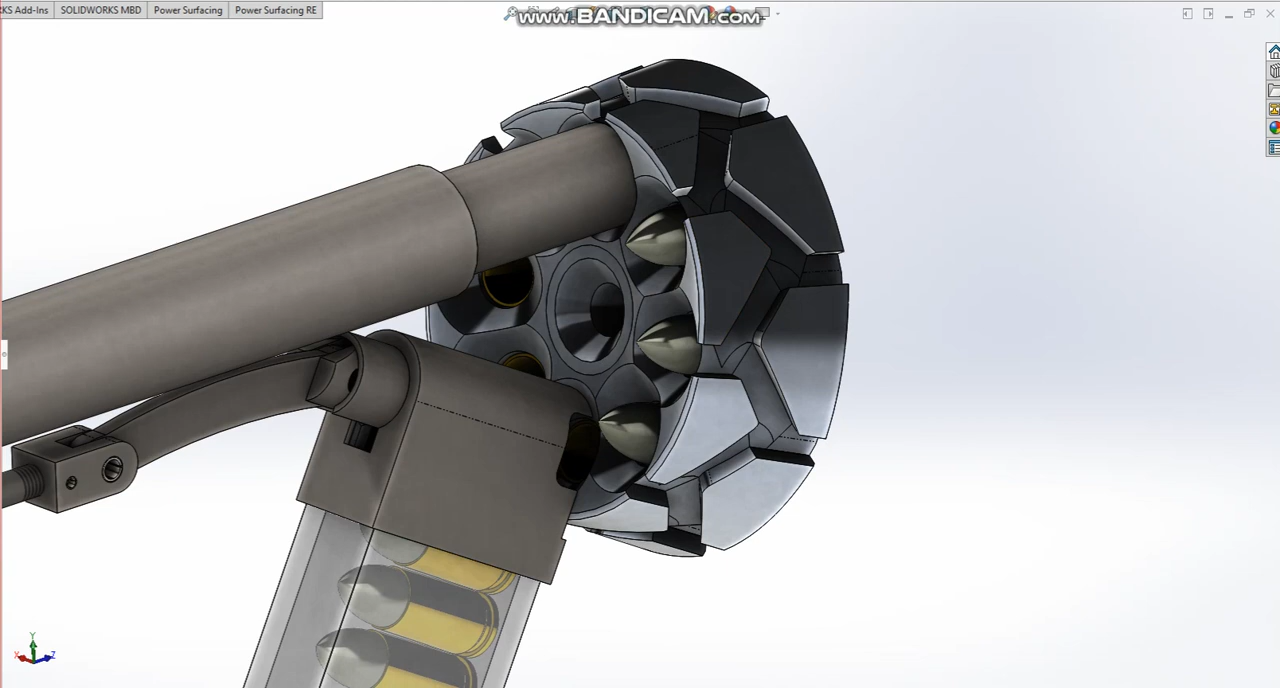 KS Add-Ins SOLIDWORKS MBD Power Surfacing Power Surfacing RE
www.BANDICAM.com
Y
X Z